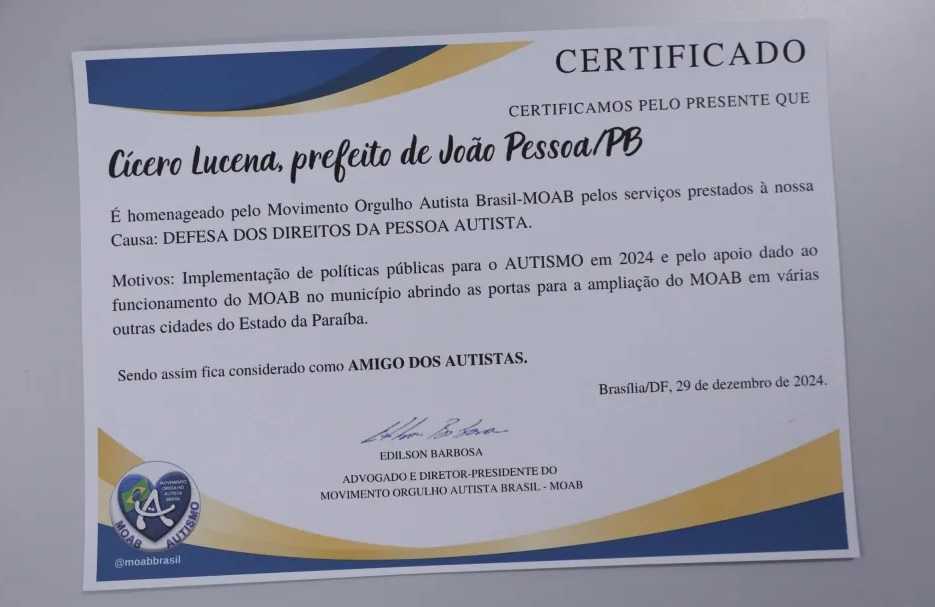 CERTIFICADO
CERTIFICAMOS PELO PRESENTE QUE
Cícero Lucena, prefeito de João Pessoa/PB
É homenageado pelo Movimento Orgulho Autista Brasil-MOAB pelos serviços prestados à nossa
Causa: DEFESA DOS DIREITOS DA PESSOA AUTISTA.
Motivos: Implementação de políticas públicas para o AUTISMO em 2024 e pelo apoio dado ao
funcionamento do MOAB no município abrindo as portas para a ampliação do MOAB em várias
outras cidades do Estado da Paraíba.
Sendo assim fica considerado como AMIGO DOS AUTISTAS.
Brasília/DF, 29 de dezembro de 2024.
EDILSON BARBOSA
ADVOGADO E DIRETOR-PRESIDENTE DO
MOVIMENTO ORGULHO AUTISTA BRASIL - MOAB
MOVIMENTO
ORGULHO
AUTISTA
BRASIL
MOAB AUTISMO
@moabbrasil